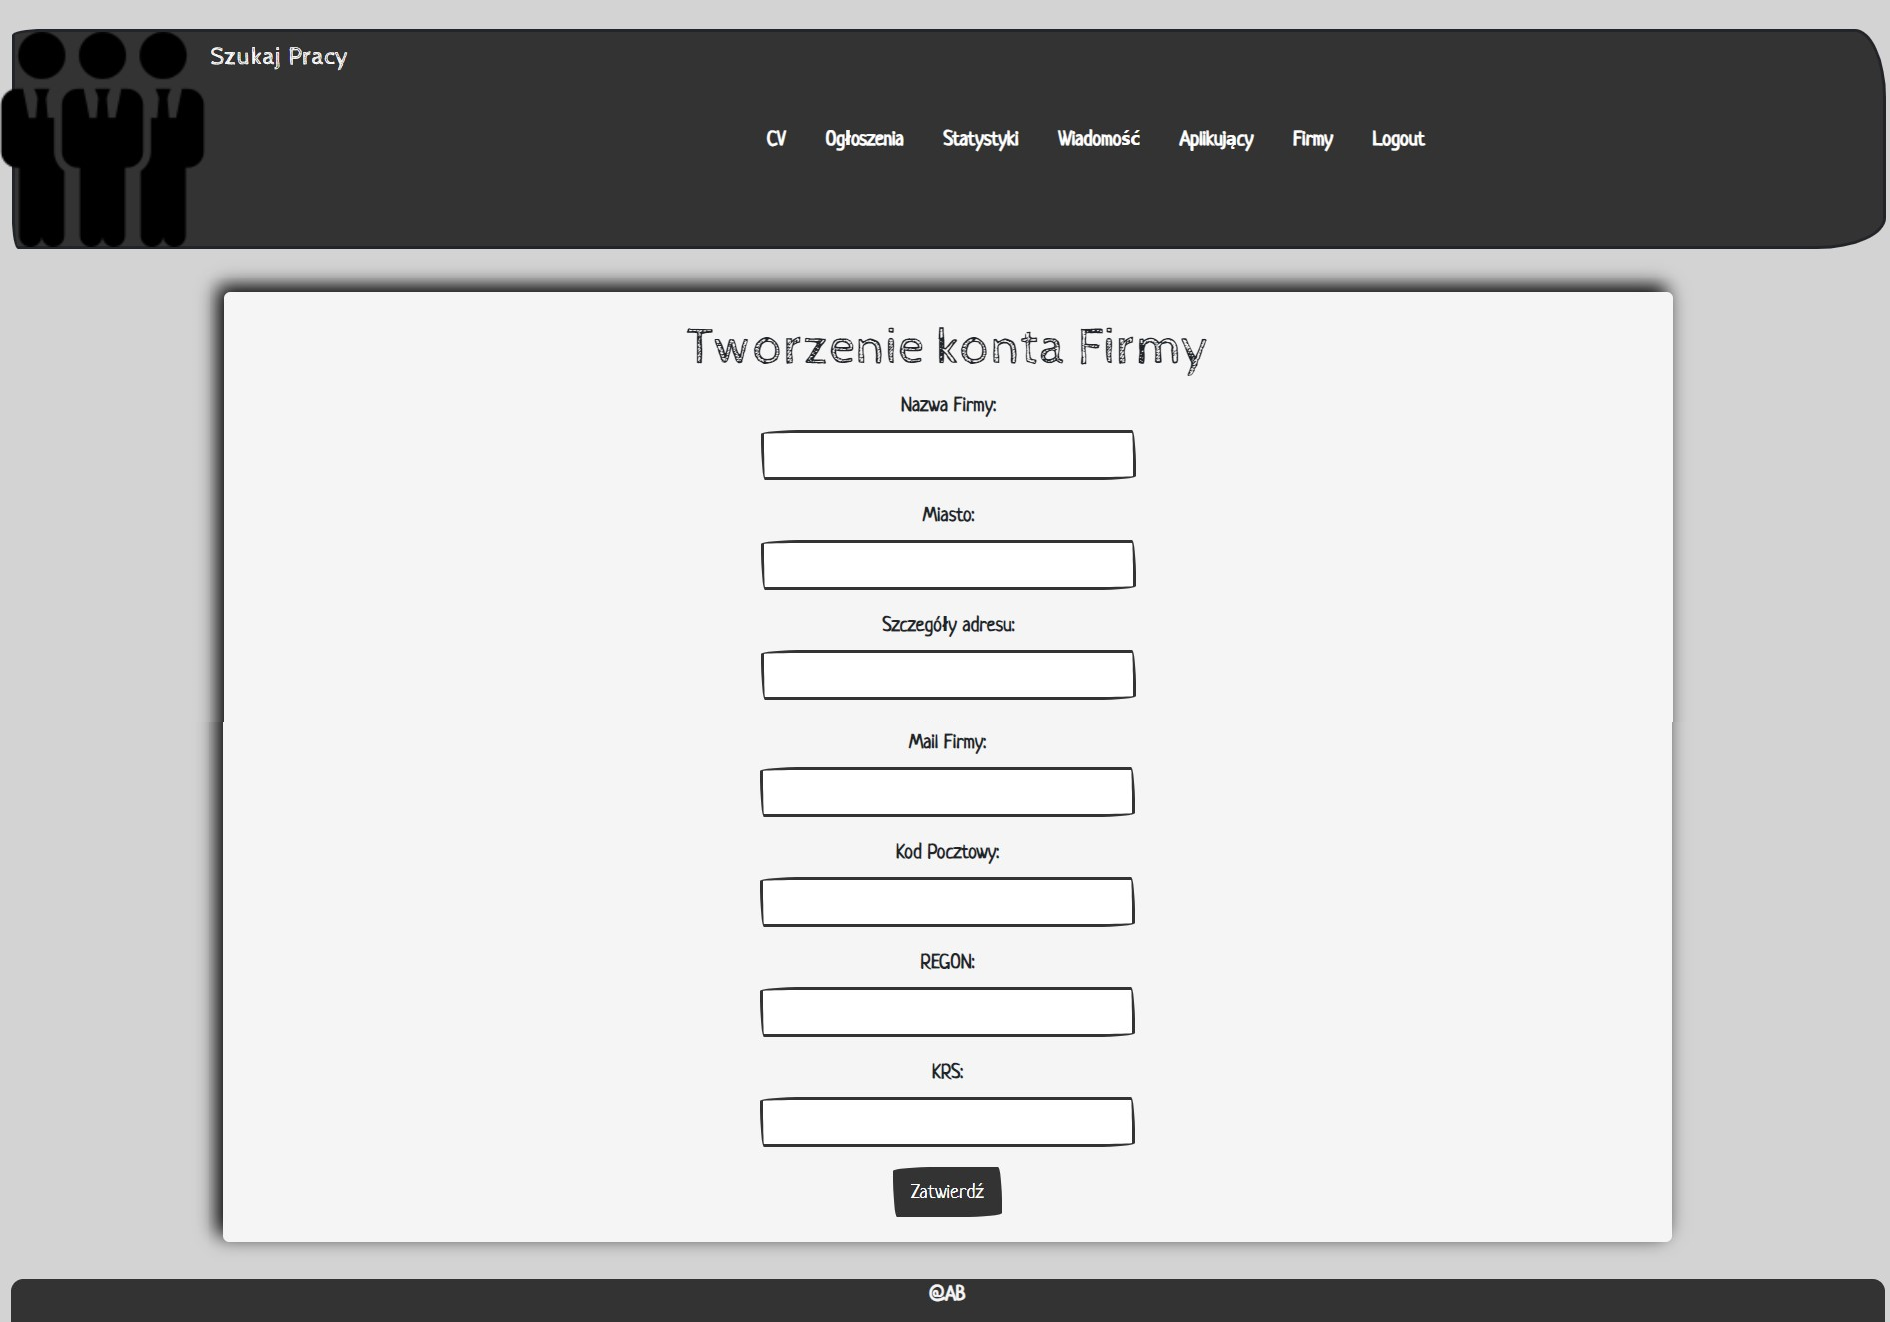 Szukaj Pracy
CV Ogłoszenia Statystyki Wiadomość Aplikujący Firmy Logout
Tworzenie konta Firmy
Nazwa Firmy:
Miasto:
Szczegóły adresu:
Mail Firmy:
Kod Pocztowy:
REGON:
KRS:
Zatwierdź
@AB